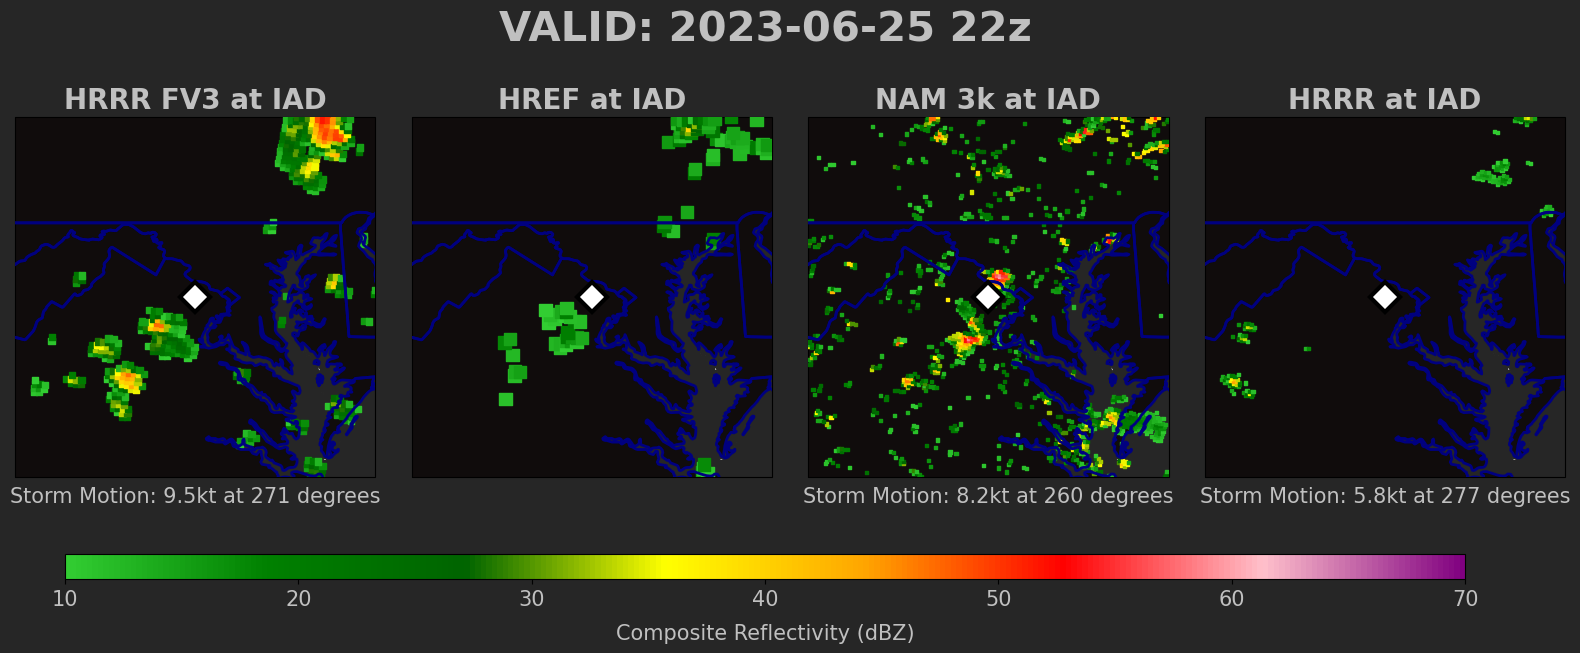 VALID: 2023-06-25 22z
HRRR FV3 at IAD
HREF at IAD
NAM 3k at IAD
HRRR at IAD
Storm Motion: 9.5kt at 271 degrees
Storm Motion: 8.2kt at 260 degrees
Storm Motion: 5.8kt at 277 degrees
10 20 30 40 50 60 70
Composite Reflectivity (dBZ)